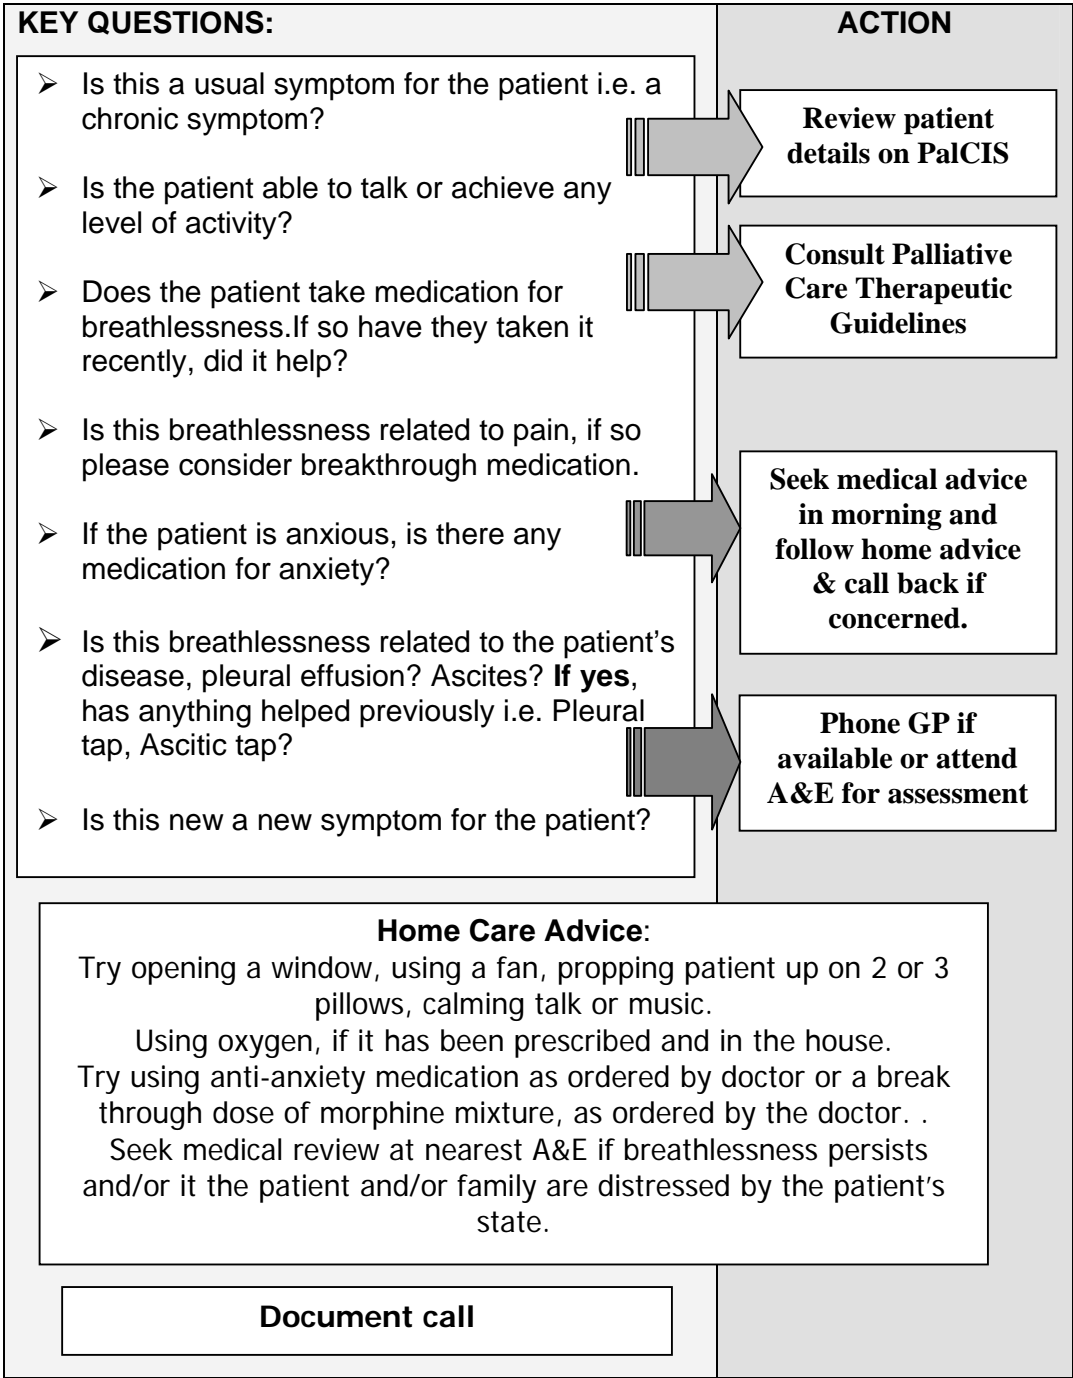 KEY QUESTIONS:
➢ Is this a usual symptom for the patient i.e. a
chronic symptom?
➢ Is the patient able to talk or achieve any
level of activity?
➢ Does the patient take medication for
breathlessness.If so have they taken it
recently, did it help?
➢ Is this breathlessness related to pain, if so
please consider breakthrough medication.
➢ If the patient is anxious, is there any
medication for anxiety?
➢ Is this breathlessness related to the patient’s
disease, pleural effusion? Ascites? If yes,
has anything helped previously i.e. Pleural
tap, Ascitic tap?
➢ Is this new a new symptom for the patient?
ACTION
Review patient
details on PalCIS
Consult Palliative
Care Therapeutic
Guidelines
Seek medical advice
in morning and
follow home advice
& call back if
concerned.
Phone GP if
available or attend
A&E for assessment
Home Care Advice:
Try opening a window, using a fan, propping patient up on 2 or 3
pillows, calming talk or music.
Using oxygen, if it has been prescribed and in the house.
Try using anti-anxiety medication as ordered by doctor or a break
through dose of morphine mixture, as ordered by the doctor. .
Seek medical review at nearest A&E if breathlessness persists
and/or it the patient and/or family are distressed by the patient’s
state.
Document call